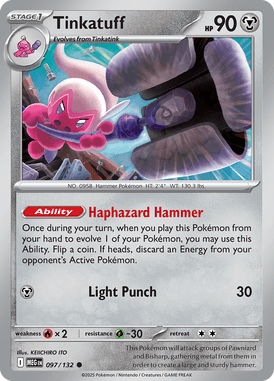 STAGE 1
Tinkatuff
HP 90
Evolves from Tinkatink
NO. 0958 Hammer Pokémon HT: 2'4" WT: 130.3 lbs.
Ability Haphazard Hammer
Once during your turn, when you play this Pokémon
from your hand to evolve 1 of your Pokémon, you may use this
Ability. Flip a coin. If heads, discard an Energy from your
opponent's Active Pokémon.
Light Punch 30
weakness × 2 resistance -30 retreat
Illus. KEIICHIRO ITO
I MEG EN 097/132
©2025 Pokémon / Nintendo / Creatures / GAME FREAK
This Pokémon will attack groups of Pawniard
and Bisharp, gathering metal from them in
order to create a large and sturdy hammer.